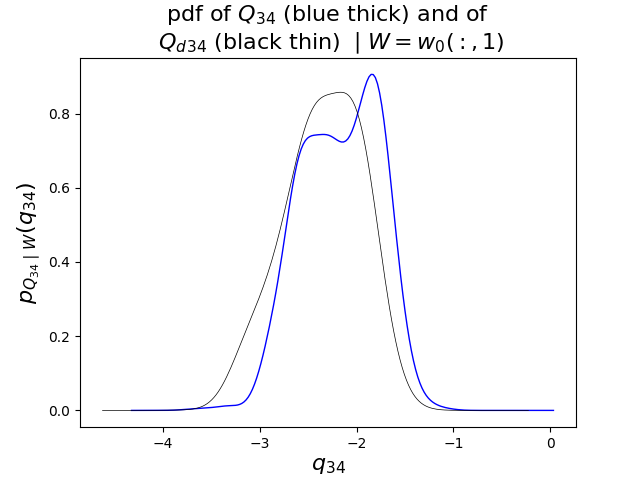 pdf of Q34 (blue thick) and of
Qd34 (black thin) | W = w0(:,1)
pQ34 | W(q34)
0.8
0.6
0.4
0.2
0.0
−4
−3
−2
−1
0
q34